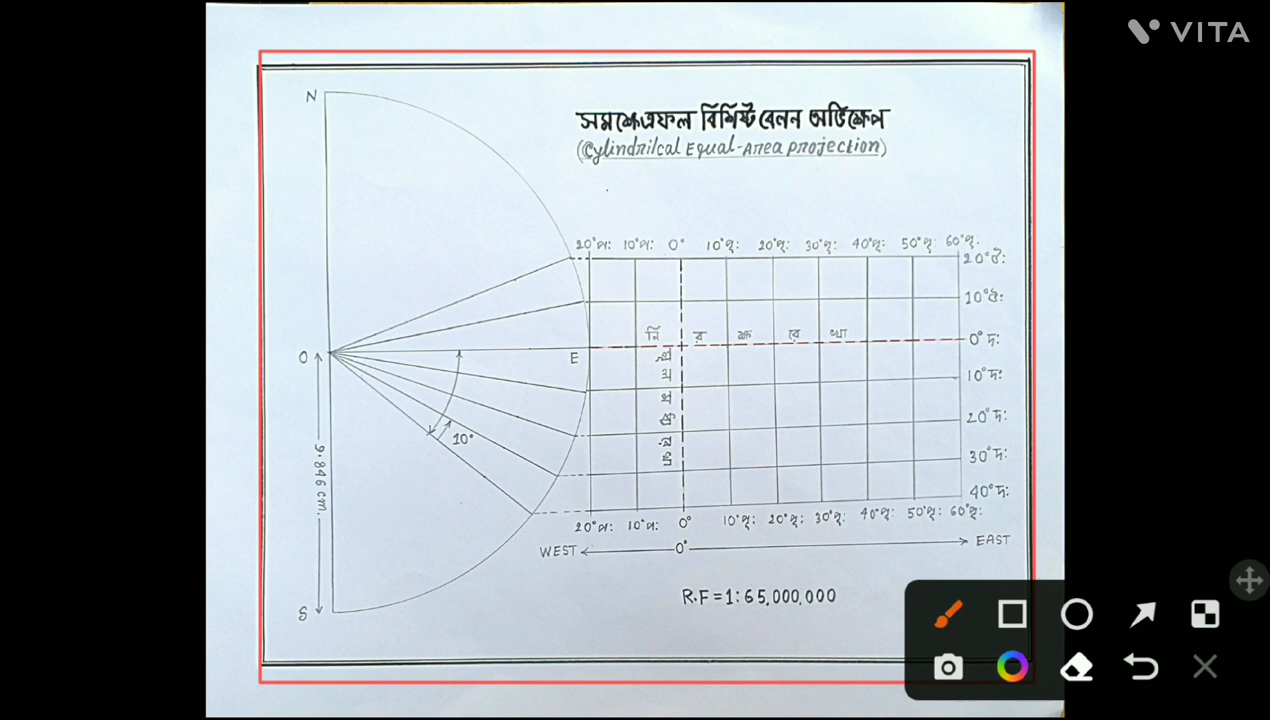 VITA
সমক্ষেত্রফল বিশিষ্ট বেলন অভিক্ষেপ
(Cylindrilcal Equal-Area projection)
N
20°প: 10°প: 0° 10°পূ: 20°পূ: 30°পূ: 40°পূ: 50°পূ: 60°পূ:
20°উ:
10°উ:
নি র ক্ষ রে খা
0°দ:
O
E
10°দ:
20°দ:
10°
30°দ:
9.846 cm.
40°দ:
20°প: 10°প: 0° 10°পূ: 20°পূ: 30°পূ: 40°পূ: 50°পূ: 60°পূ:
WEST 0° EAST
R.F=1:65,000,000
S